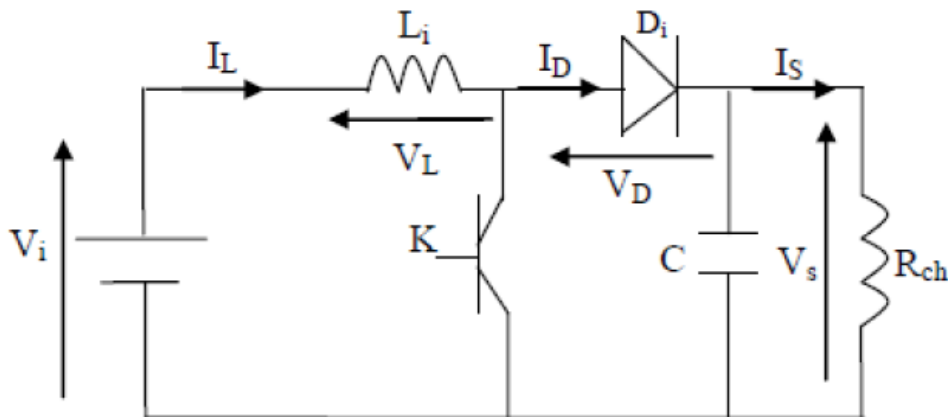 I_L L_i I_D D_i I_S
V_L V_D
V_i K C V_s R_ch